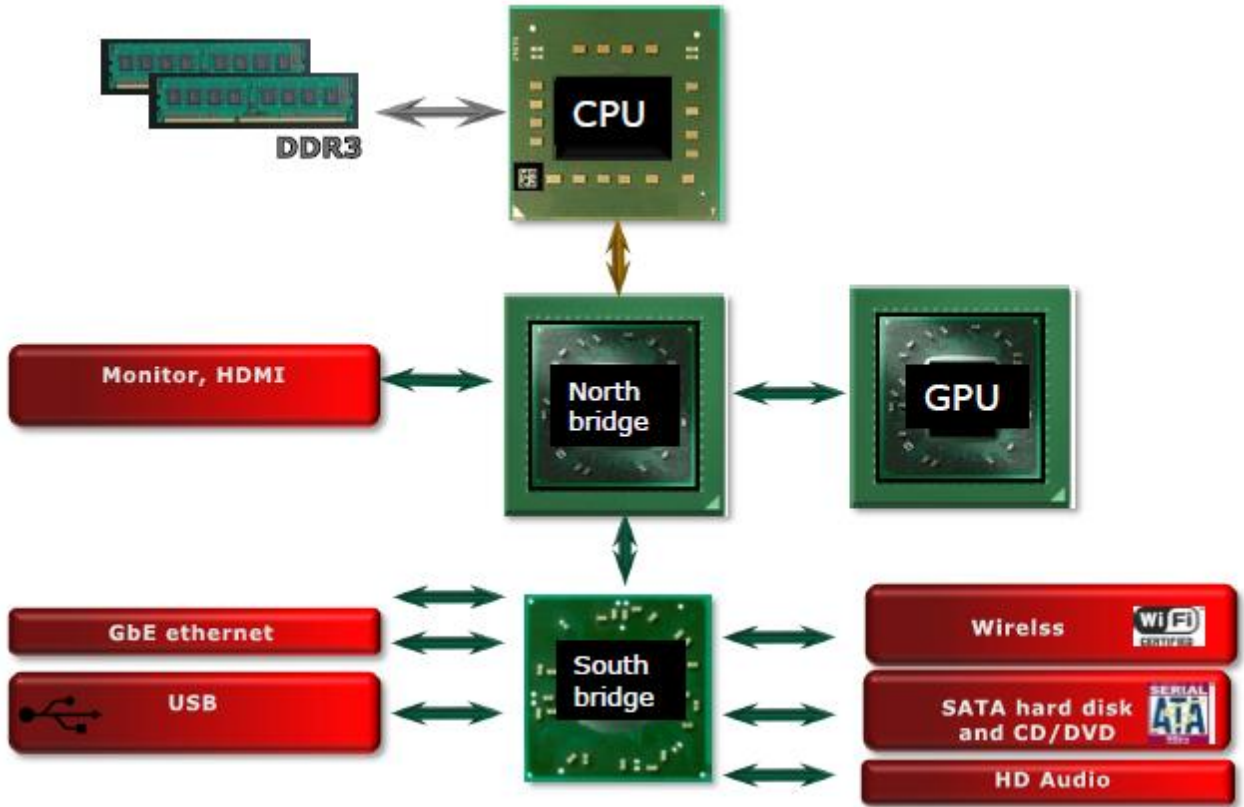 CPU
DDR3
Monitor, HDMI
North
bridge
GPU
GbE ethernet
USB
South
bridge
Wirelss
Wi Fi
CERTIFIED
SATA hard disk
and CD/DVD
SERIAL
ATA
HD Audio